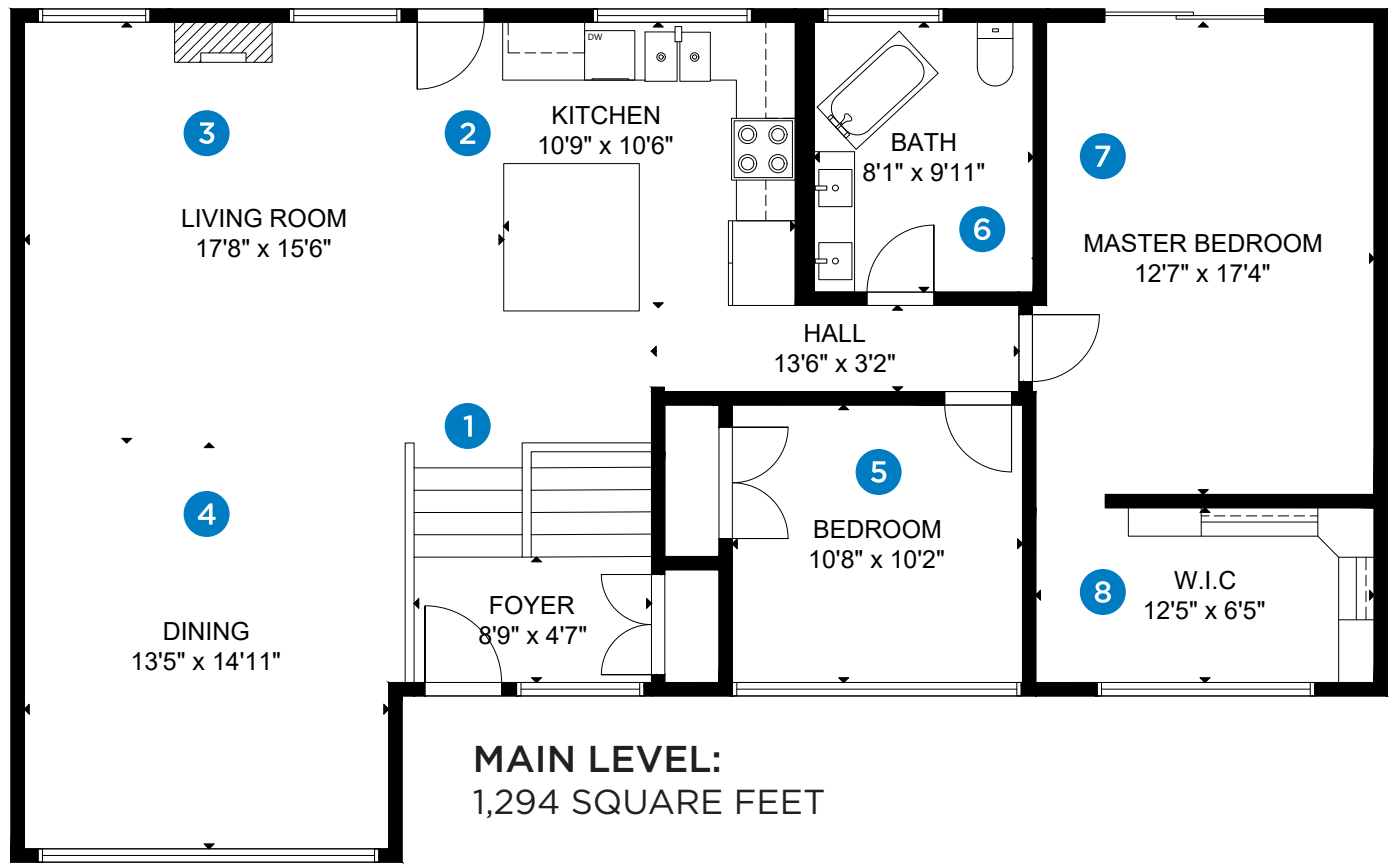 DW
3
2
KITCHEN
10'9" x 10'6"
BATH
8'1" x 9'11"
7
LIVING ROOM
17'8" x 15'6"
6
MASTER BEDROOM
12'7" x 17'4"
HALL
13'6" x 3'2"
1
5
4
BEDROOM
10'8" x 10'2"
8
W.I.C
12'5" x 6'5"
FOYER
8'9" x 4'7"
DINING
13'5" x 14'11"
MAIN LEVEL:
1,294 SQUARE FEET